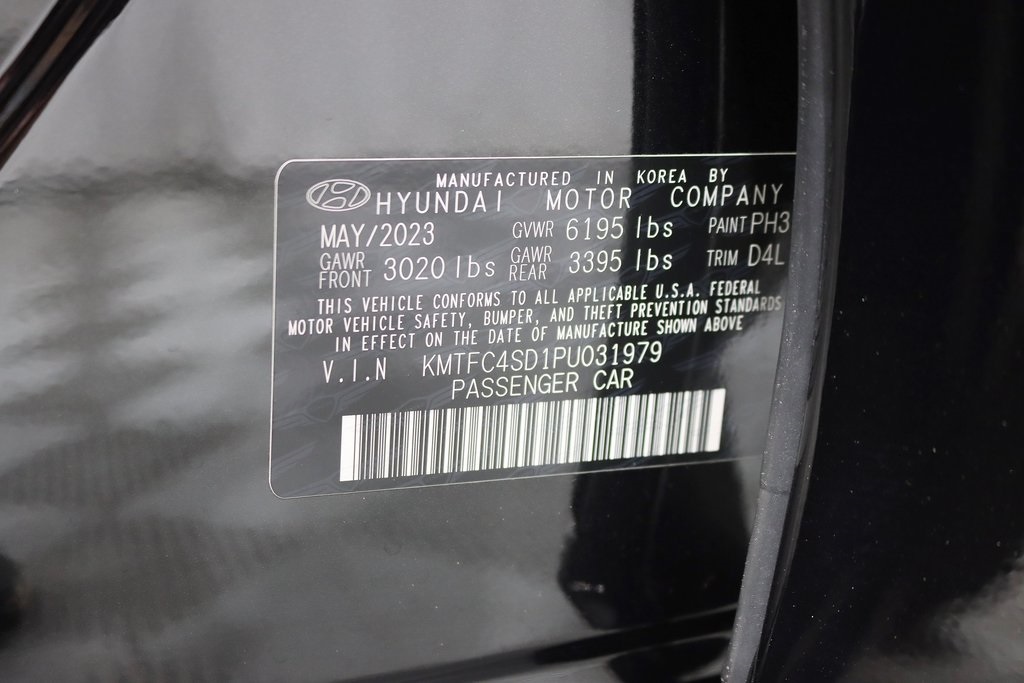 MANUFACTURED IN KOREA BY
HYUNDAI MOTOR COMPANY
MAY/2023 GVWR 6195 lbs PAINT PH3
GAWR FRONT 3020 lbs GAWR REAR 3395 lbs TRIM D4L
THIS VEHICLE CONFORMS TO ALL APPLICABLE U.S.A. FEDERAL
MOTOR VEHICLE SAFETY, BUMPER, AND THEFT PREVENTION STANDARDS
IN EFFECT ON THE DATE OF MANUFACTURE SHOWN ABOVE
V.I.N KMTFC4SD1PU031979
PASSENGER CAR